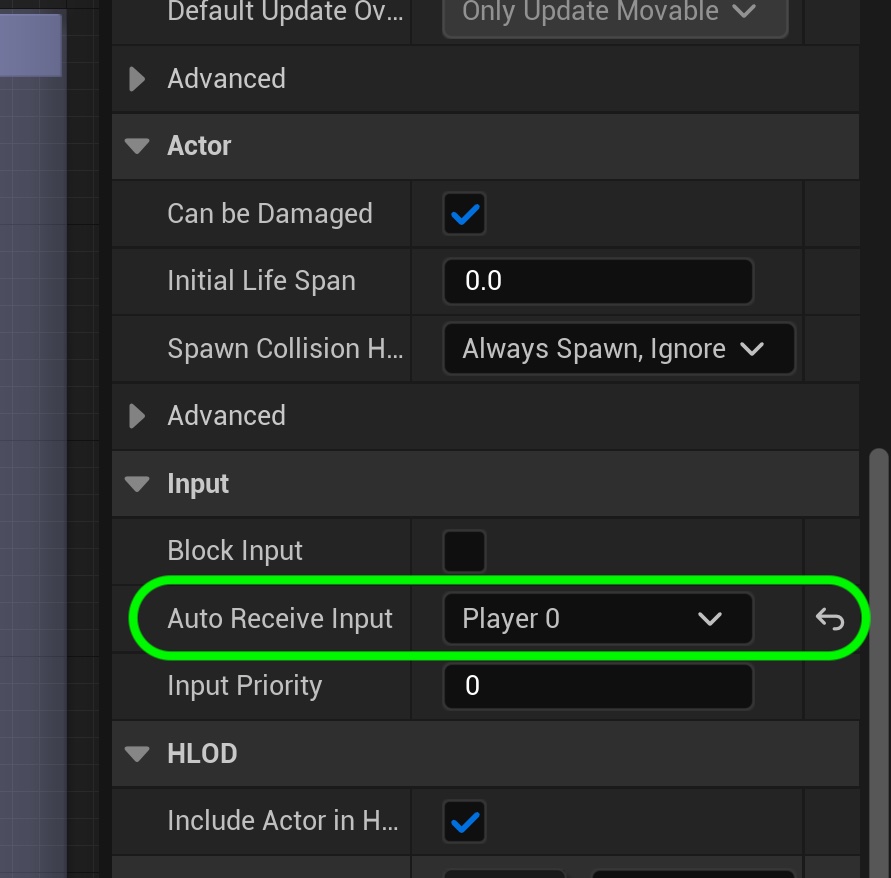 Default Update Ov... Only Update Movable
Advanced
Actor
Can be Damaged
Initial Life Span 0.0
Spawn Collision H... Always Spawn, Ignore
Advanced
Input
Block Input
Auto Receive Input Player 0
Input Priority 0
HLOD
Include Actor in H...